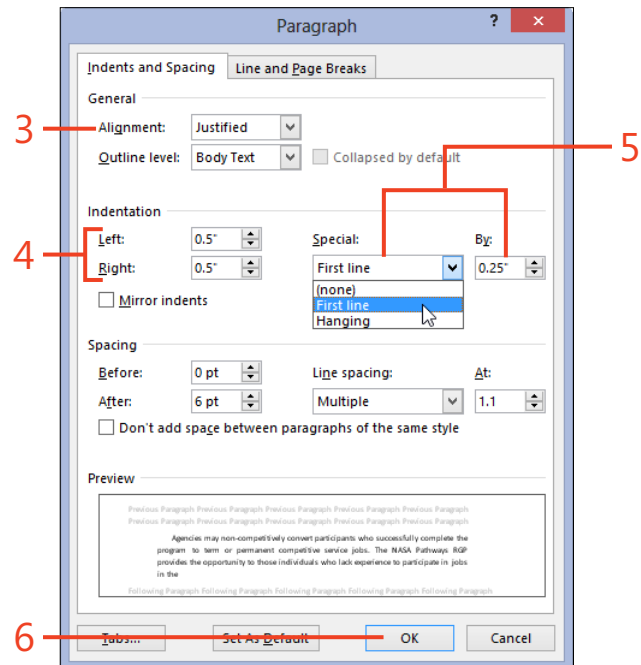 Paragraph ? ×
Indents and Spacing Line and Page Breaks
General
3 Alignment: Justified 5
Outline level: Body Text Collapsed by default
Indentation
4 Left: 0.5" Special: By:
Right: 0.5" First line 0.25"
Mirror indents (none)
First line
Hanging
Spacing
Before: 0 pt Line spacing: At:
After: 6 pt Multiple 1.1
Don't add space between paragraphs of the same style
Preview
Previous Paragraph Previous Paragraph Previous Paragraph Previous Paragraph Previous Paragraph
Previous Paragraph Previous Paragraph Previous Paragraph Previous Paragraph Previous Paragraph
Agencies may non-competitively convert participants who successfully complete the
program to term or permanent competitive service jobs. The NASA Pathways RGP
provides the opportunity to those individuals who lack experience to participate in jobs
in the
Following Paragraph Following Paragraph Following Paragraph Following Paragraph Following Paragraph
6 Tabs... Set As Default OK Cancel